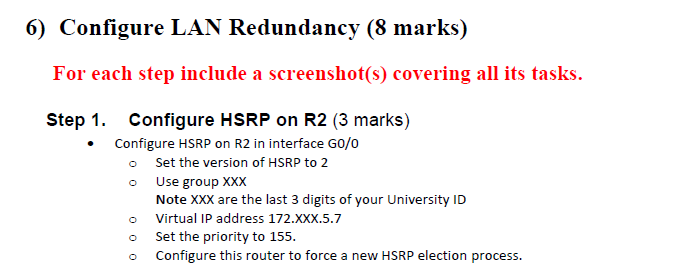 6) Configure LAN Redundancy (8 marks)
For each step include a screenshot(s) covering all its tasks.
Step 1. Configure HSRP on R2 (3 marks)
• Configure HSRP on R2 in interface G0/0
o Set the version of HSRP to 2
o Use group XXX
Note XXX are the last 3 digits of your University ID
o Virtual IP address 172.XXX.5.7
o Set the priority to 155.
o Configure this router to force a new HSRP election process.